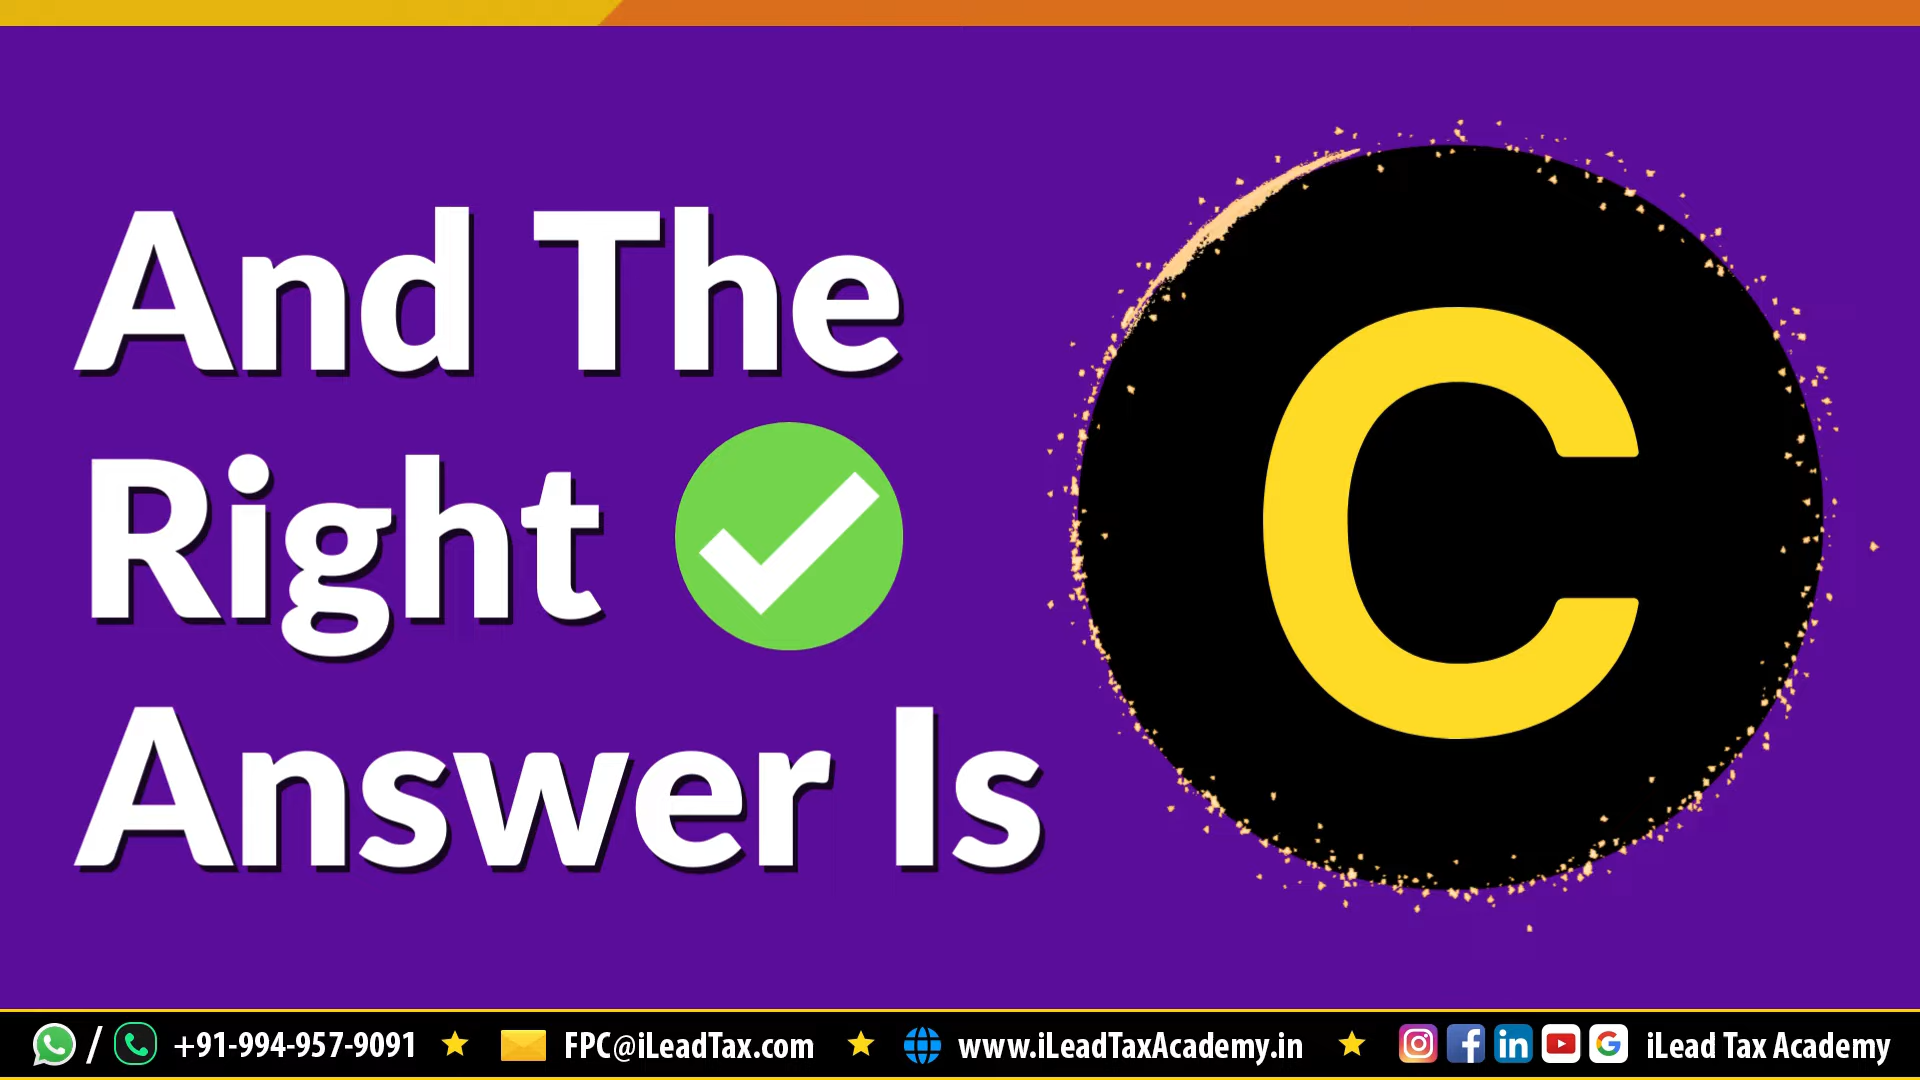 And The
Right
Answer Is
C
/ +91-994-957-9091 FPC@iLeadTax.com www.iLeadTaxAcademy.in iLead Tax Academy